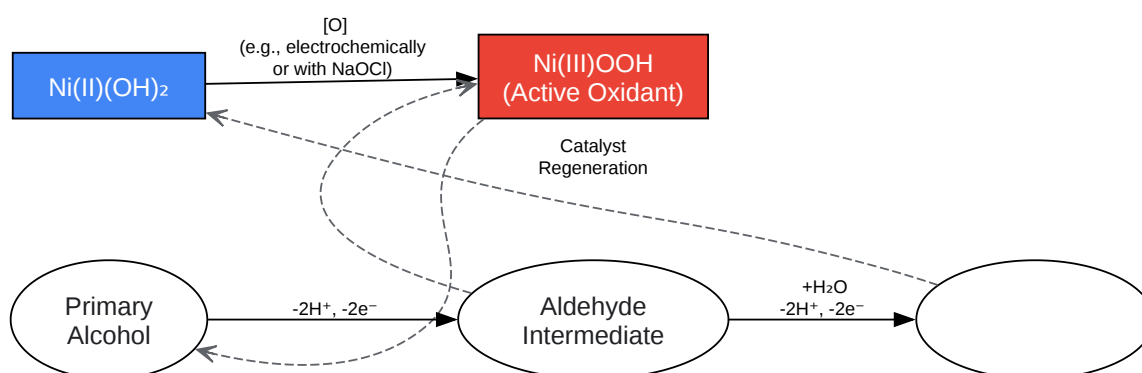 [O]
(e.g., electrochemically
or with NaOCl)
Ni(II)(OH)₂
Ni(III)OOH
(Active Oxidant)
Catalyst
Regeneration
Primary
Alcohol
-2H⁺, -2e⁻
Aldehyde
Intermediate
+H₂O
-2H⁺, -2e⁻